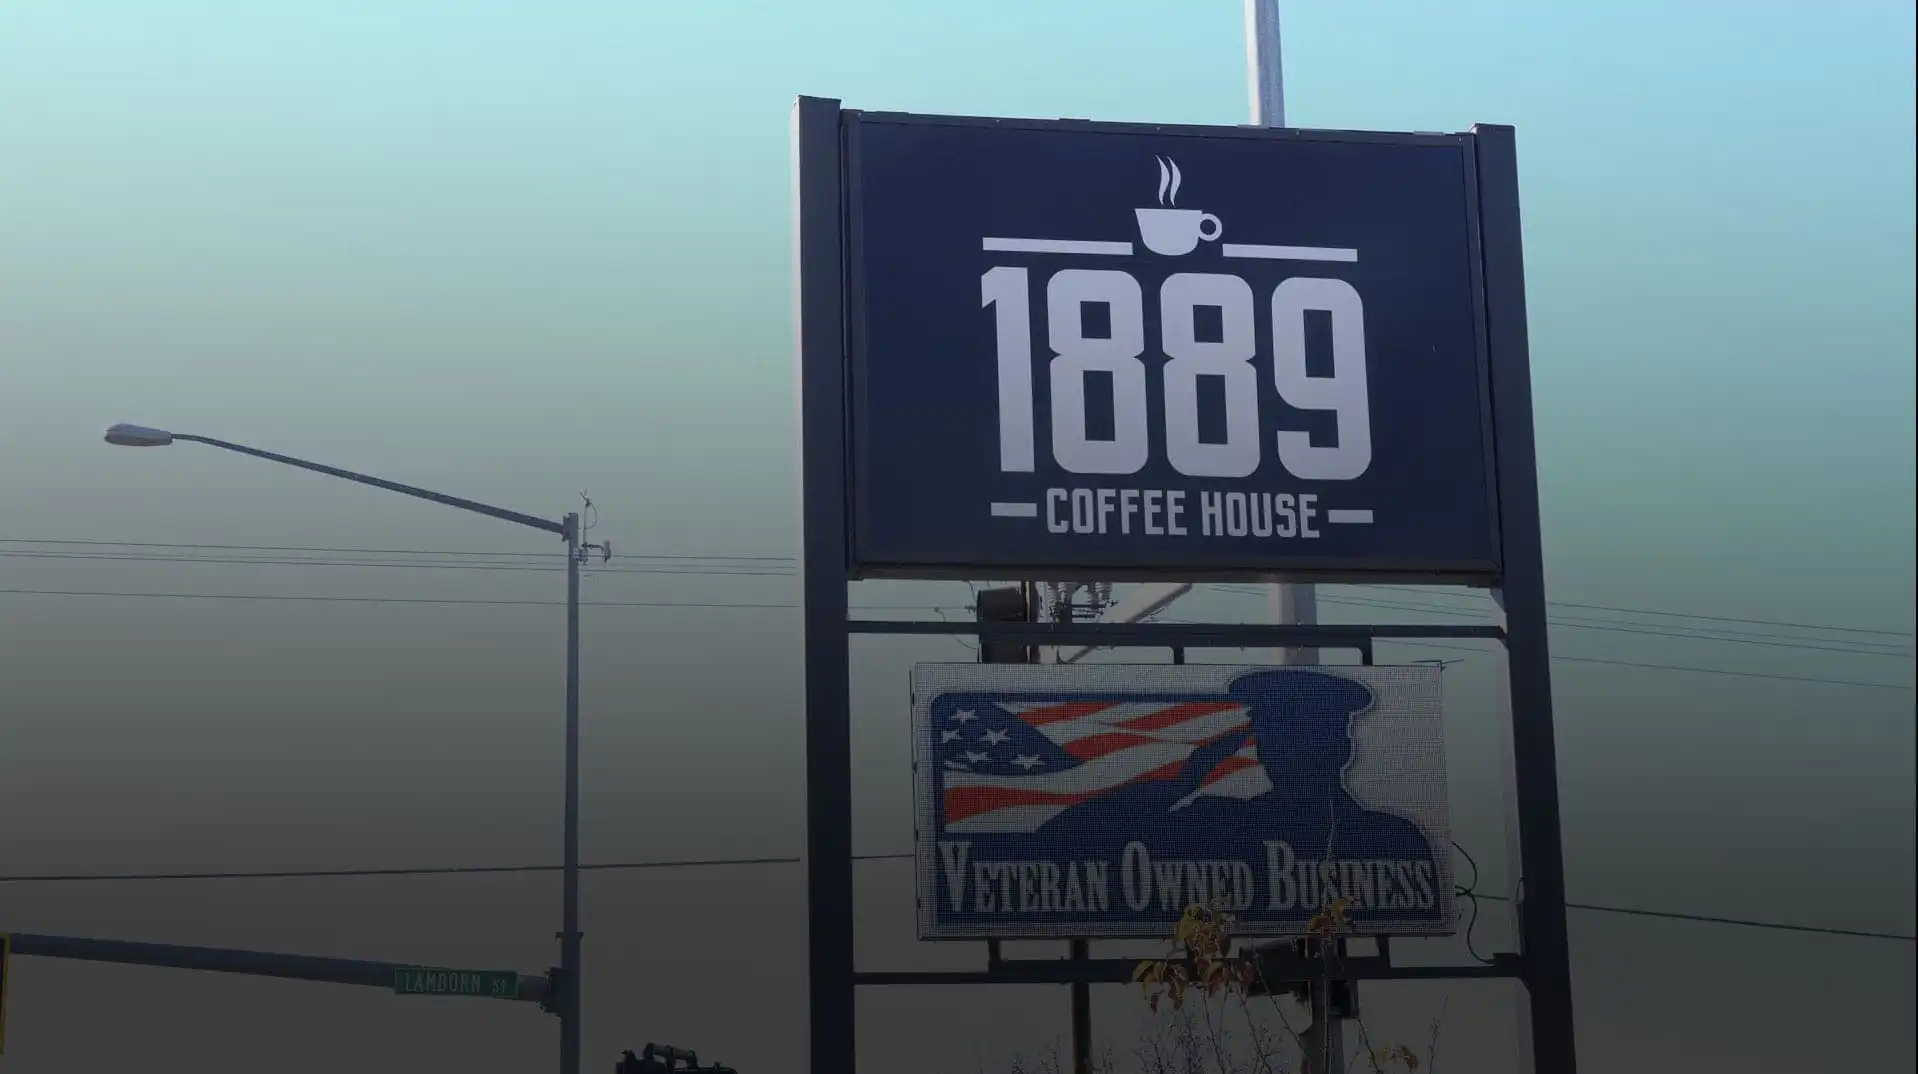 1889
COFFEE HOUSE
VETERAN OWNED BUSINESS
LAMBORN ST